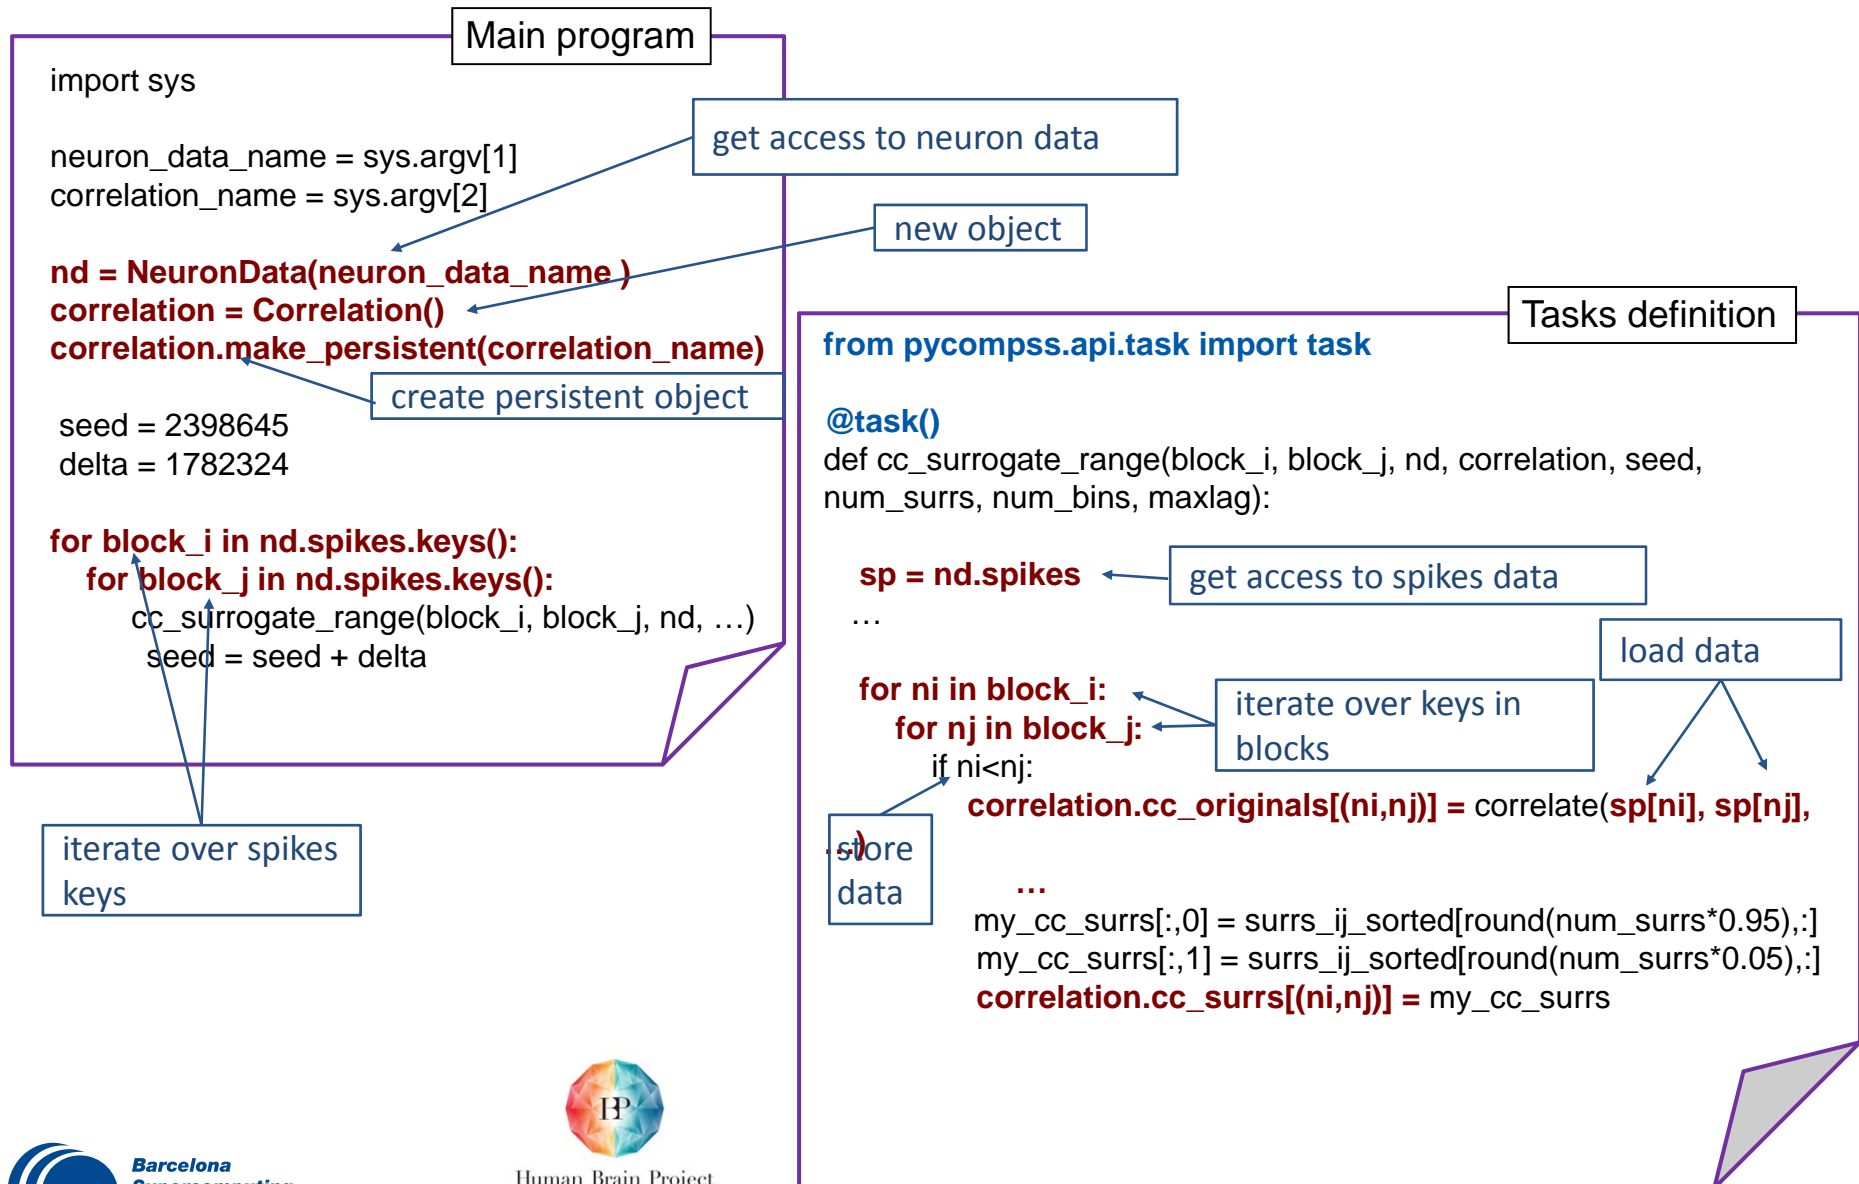 Main program
import sys
neuron_data_name = sys.argv[1]
correlation_name = sys.argv[2]
get access to neuron data
new object
nd = NeuronData(neuron_data_name )
correlation = Correlation()
correlation.make_persistent(correlation_name)
create persistent object
seed = 2398645
delta = 1782324
for block_i in nd.spikes.keys():
for block_j in nd.spikes.keys():
cc_surrogate_range(block_i, block_j, nd, …)
seed = seed + delta
iterate over spikes
keys
Tasks definition
from pycompss.api.task import task
@task()
def cc_surrogate_range(block_i, block_j, nd, correlation, seed,
num_surrs, num_bins, maxlag):
sp = nd.spikes
get access to spikes data
…
load data
for ni in block_i:
for nj in block_j:
iterate over keys in
blocks
if ni<nj:
correlation.cc_originals[(ni,nj)] = correlate(sp[ni], sp[nj],
…)
store
data
…
my_cc_surrs[:,0] = surrs_ij_sorted[round(num_surrs*0.95),:]
my_cc_surrs[:,1] = surrs_ij_sorted[round(num_surrs*0.05),:]
correlation.cc_surrs[(ni,nj)] = my_cc_surrs
Barcelona
Supercomputing
Human Brain Project